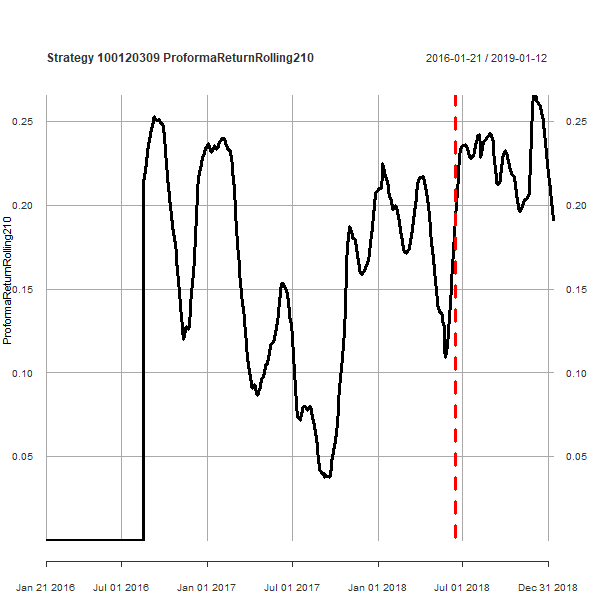 Strategy 100120309 ProformaReturnRolling210
2016-01-21 / 2019-01-12
ProformaReturnRolling210
0.25
0.20
0.15
0.10
0.05
0.25
0.20
0.15
0.10
0.05
Jan 21 2016
Jul 01 2016
Jan 01 2017
Jul 01 2017
Jan 01 2018
Jul 01 2018
Dec 31 2018